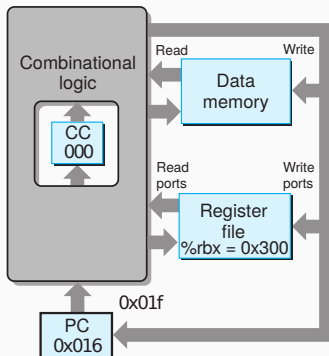 Combinational
logic
CC
000
Read
Write
Data
memory
Read
ports
Write
ports
Register
file
%rbx = 0x300
0x01f
PC
0x016